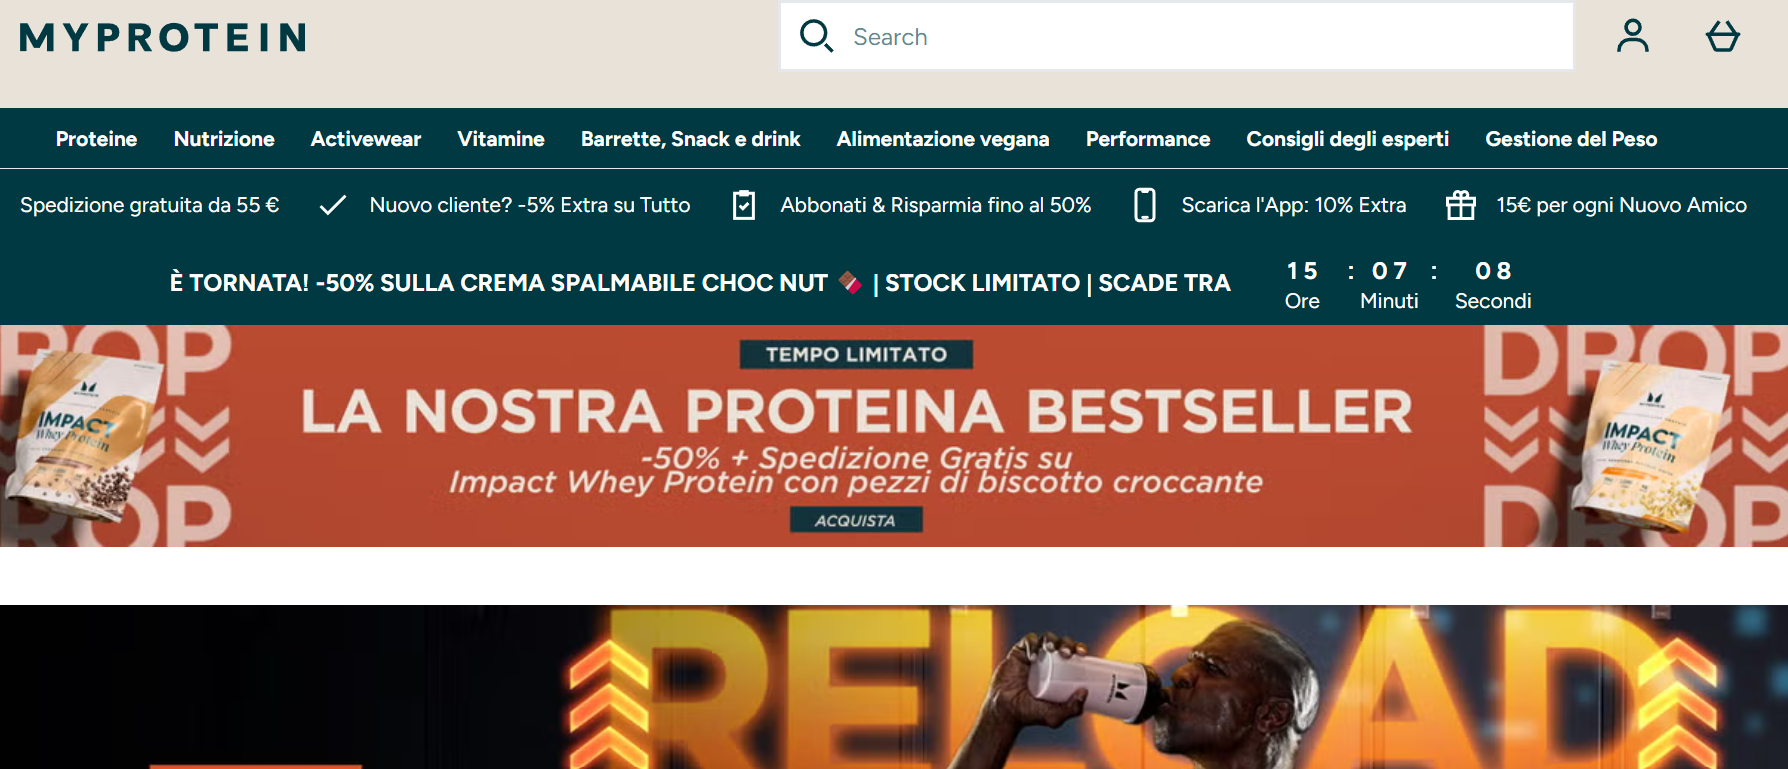 MYPROTEIN
Search
Proteine Nutrizione Activewear Vitamine Barrette, Snack e drink Alimentazione vegana Performance Consigli degli esperti Gestione del Peso
Spedizione gratuita da 55 € Nuovo cliente? -5% Extra su Tutto Abbonati & Risparmia fino al 50% Scarica l'App: 10% Extra 15€ per ogni Nuovo Amico
È TORNATA! -50% SULLA CREMA SPALMABILE CHOC NUT 🍫 | STOCK LIMITATO | SCADE TRA 15 : 07 : 08
Ore Minuti Secondi
DROP
DROP
TEMPO LIMITATO
LA NOSTRA PROTEINA BESTSELLER
-50% + Spedizione Gratis su
Impact Whey Protein con pezzi di biscotto croccante
ACQUISTA
IMPACT
Whey Protein
IMPACT
Whey Protein
DROP
DROP
RELOAD